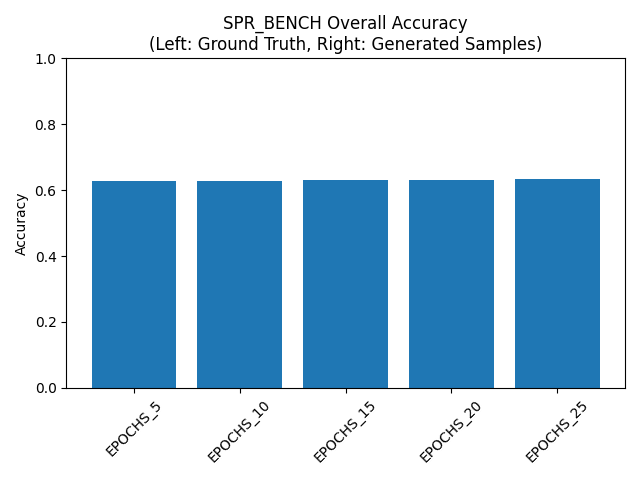 SPR_BENCH Overall Accuracy
(Left: Ground Truth, Right: Generated Samples)
1.0
0.8
0.6
0.4
0.2
0.0
Accuracy
EPOCHS_5
EPOCHS_10
EPOCHS_15
EPOCHS_20
EPOCHS_25